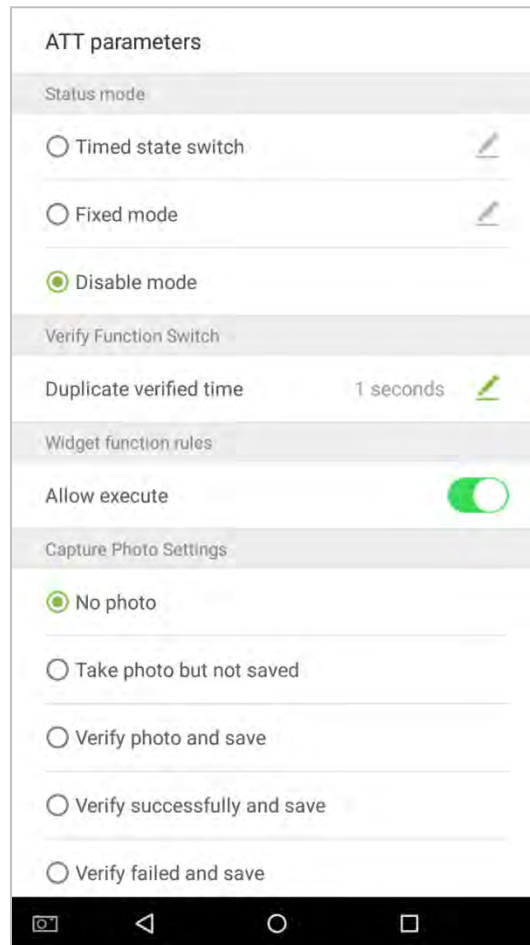 ATT parameters
Status mode
Timed state switch
Fixed mode
Disable mode
Verify Function Switch
Duplicate verified time 1 seconds
Widget function rules
Allow execute
Capture Photo Settings
No photo
Take photo but not saved
Verify photo and save
Verify successfully and save
Verify failed and save